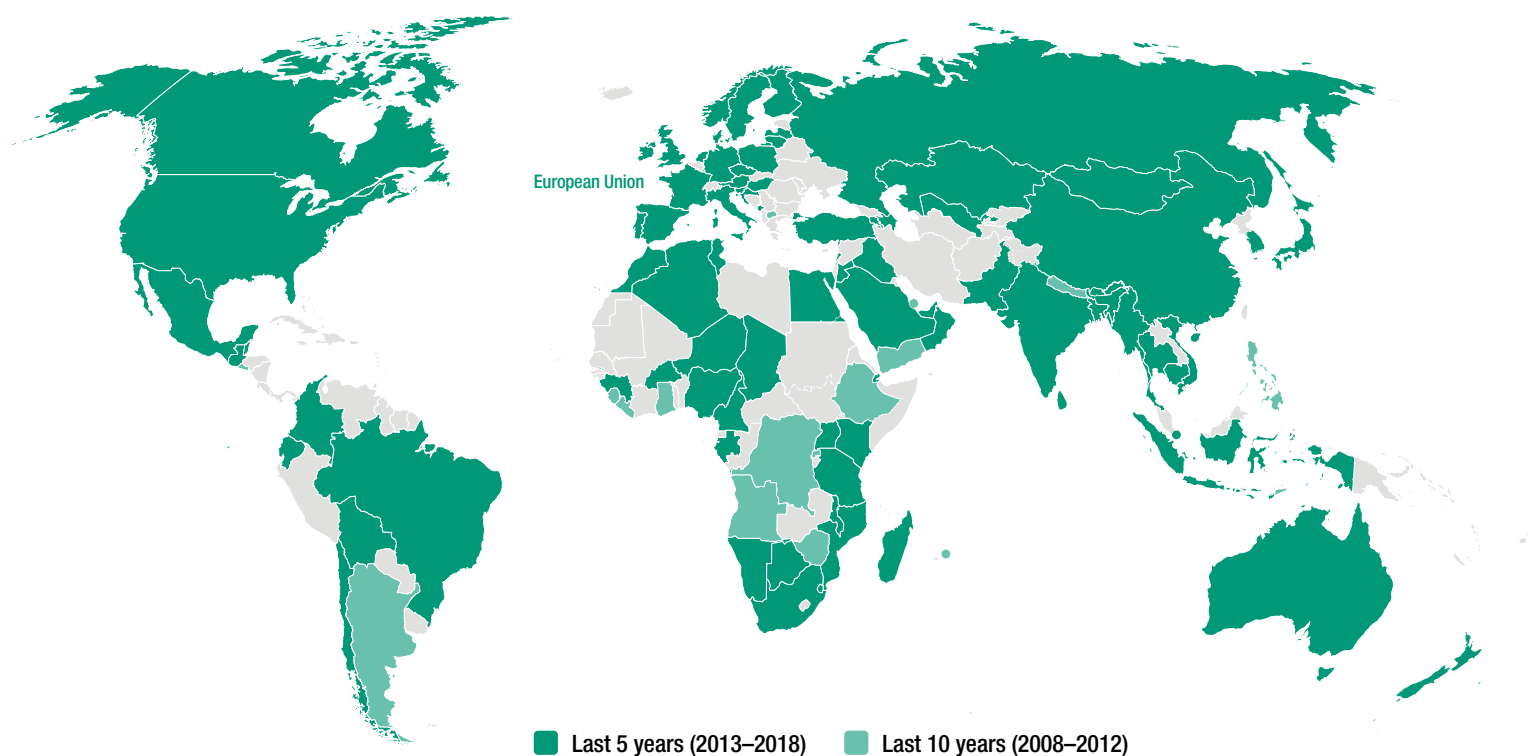 European Union
Last 5 years (2013–2018)
Last 10 years (2008–2012)